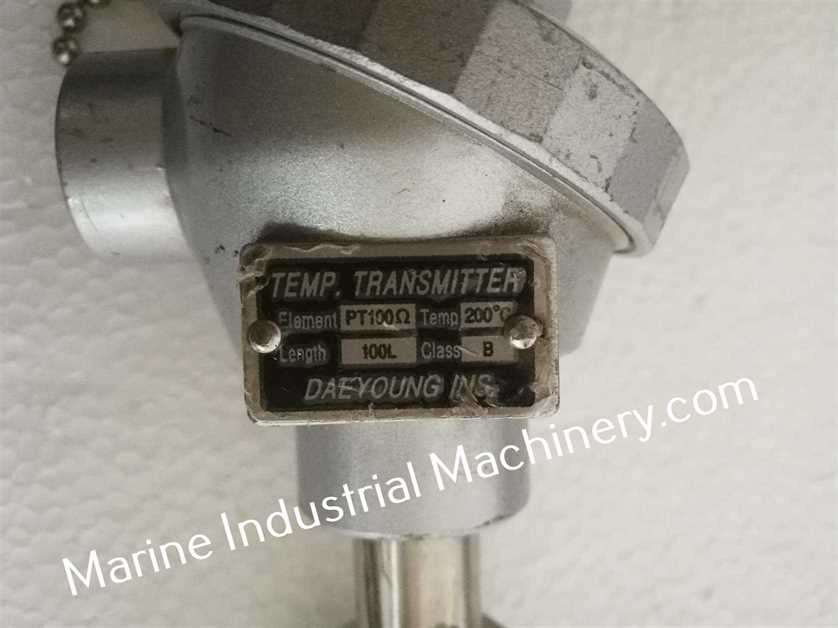 TEMP. TRANSMITTER
Element PT100Ω Temp 200°C
Length 100L Class B
DAEYOUNG INS.
Marine Industrial Machinery.com